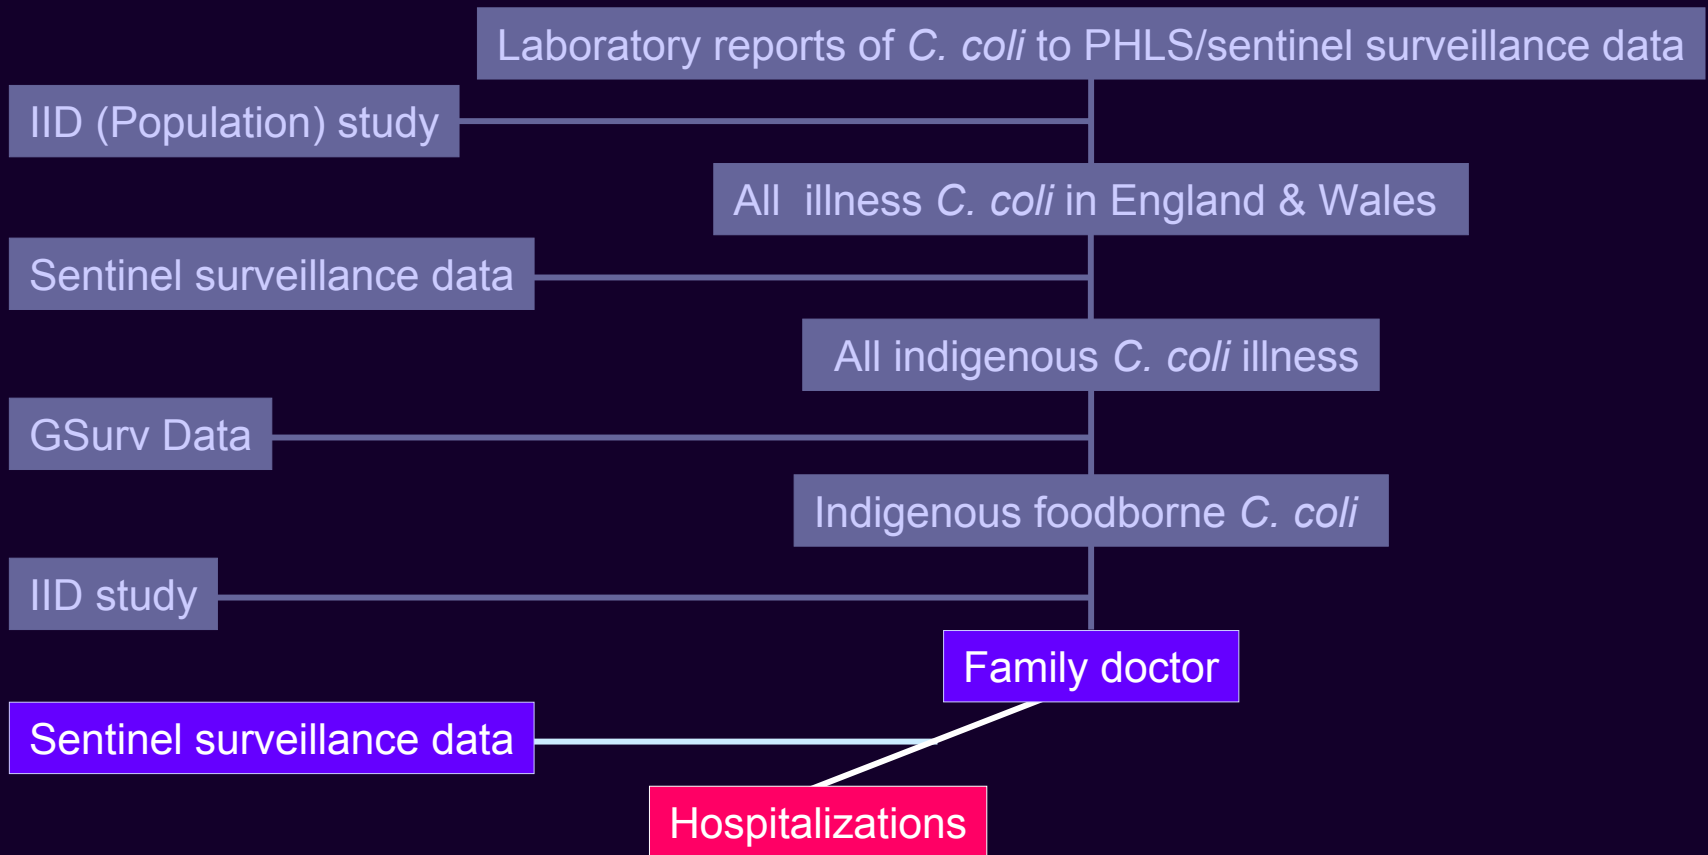 Laboratory reports of C. coli to PHLS/sentinel surveillance data
IID (Population) study
All illness C. coli in England & Wales
Sentinel surveillance data
All indigenous C. coli illness
GSurv Data
Indigenous foodborne C. coli
IID study
Family doctor
Sentinel surveillance data
Hospitalizations